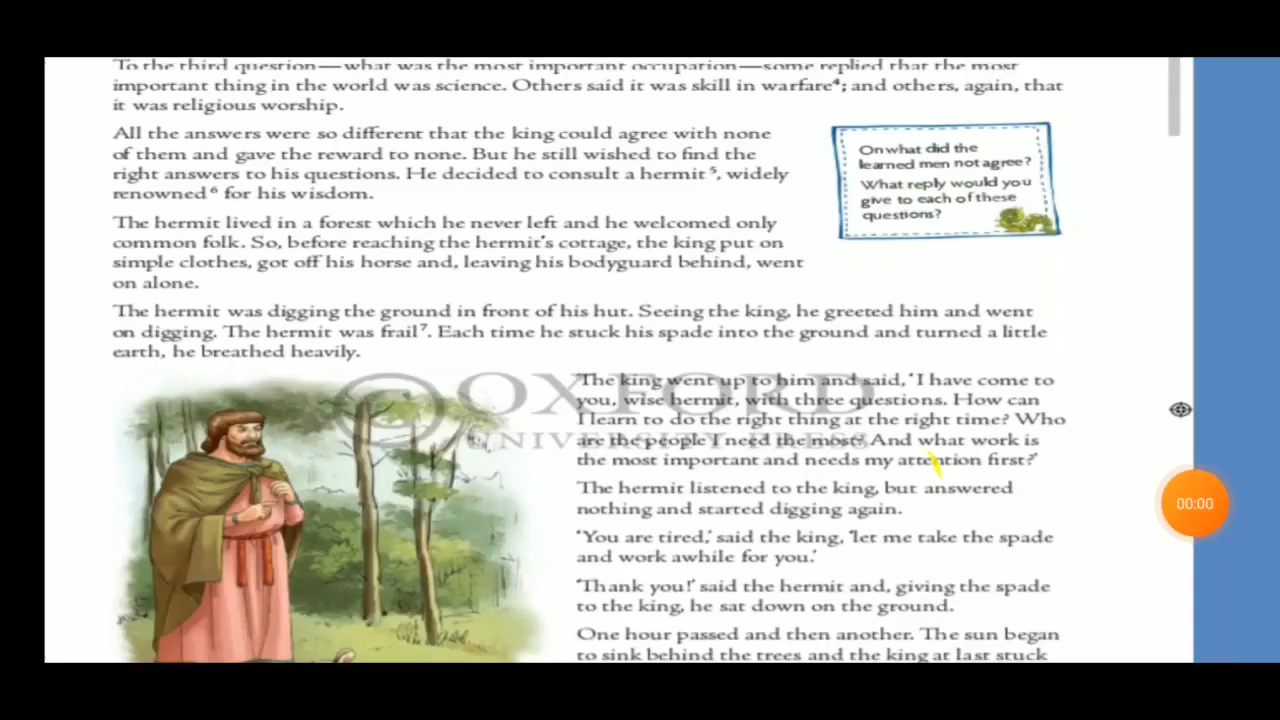 To the third question—what was the most important occupation—some replied that the most
important thing in the world was science. Others said it was skill in warfare⁴; and others, again, that
it was religious worship.
All the answers were so different that the king could agree with none
of them and gave the reward to none. But he still wished to find the
right answers to his questions. He decided to consult a hermit⁵, widely
renowned⁶ for his wisdom.
On what did the
learned men not agree?
What reply would you
give to each of these
questions?
The hermit lived in a forest which he never left and he welcomed only
common folk. So, before reaching the hermit's cottage, the king put on
simple clothes, got off his horse and, leaving his bodyguard behind, went
on alone.
The hermit was digging the ground in front of his hut. Seeing the king, he greeted him and went
on digging. The hermit was frail⁷. Each time he stuck his spade into the ground and turned a little
earth, he breathed heavily.
© OXFORD
UNIVERSITY PRESS
The king went up to him and said, 'I have come to
you, wise hermit, with three questions. How can
I learn to do the right thing at the right time? Who
are the people I need the most? And what work is
the most important and needs my attention first?'
The hermit listened to the king, but answered
nothing and started digging again.
'You are tired,' said the king, 'let me take the spade
and work awhile for you.'
'Thank you!' said the hermit and, giving the spade
to the king, he sat down on the ground.
One hour passed and then another. The sun began
to sink behind the trees and the king at last stuck
00:00